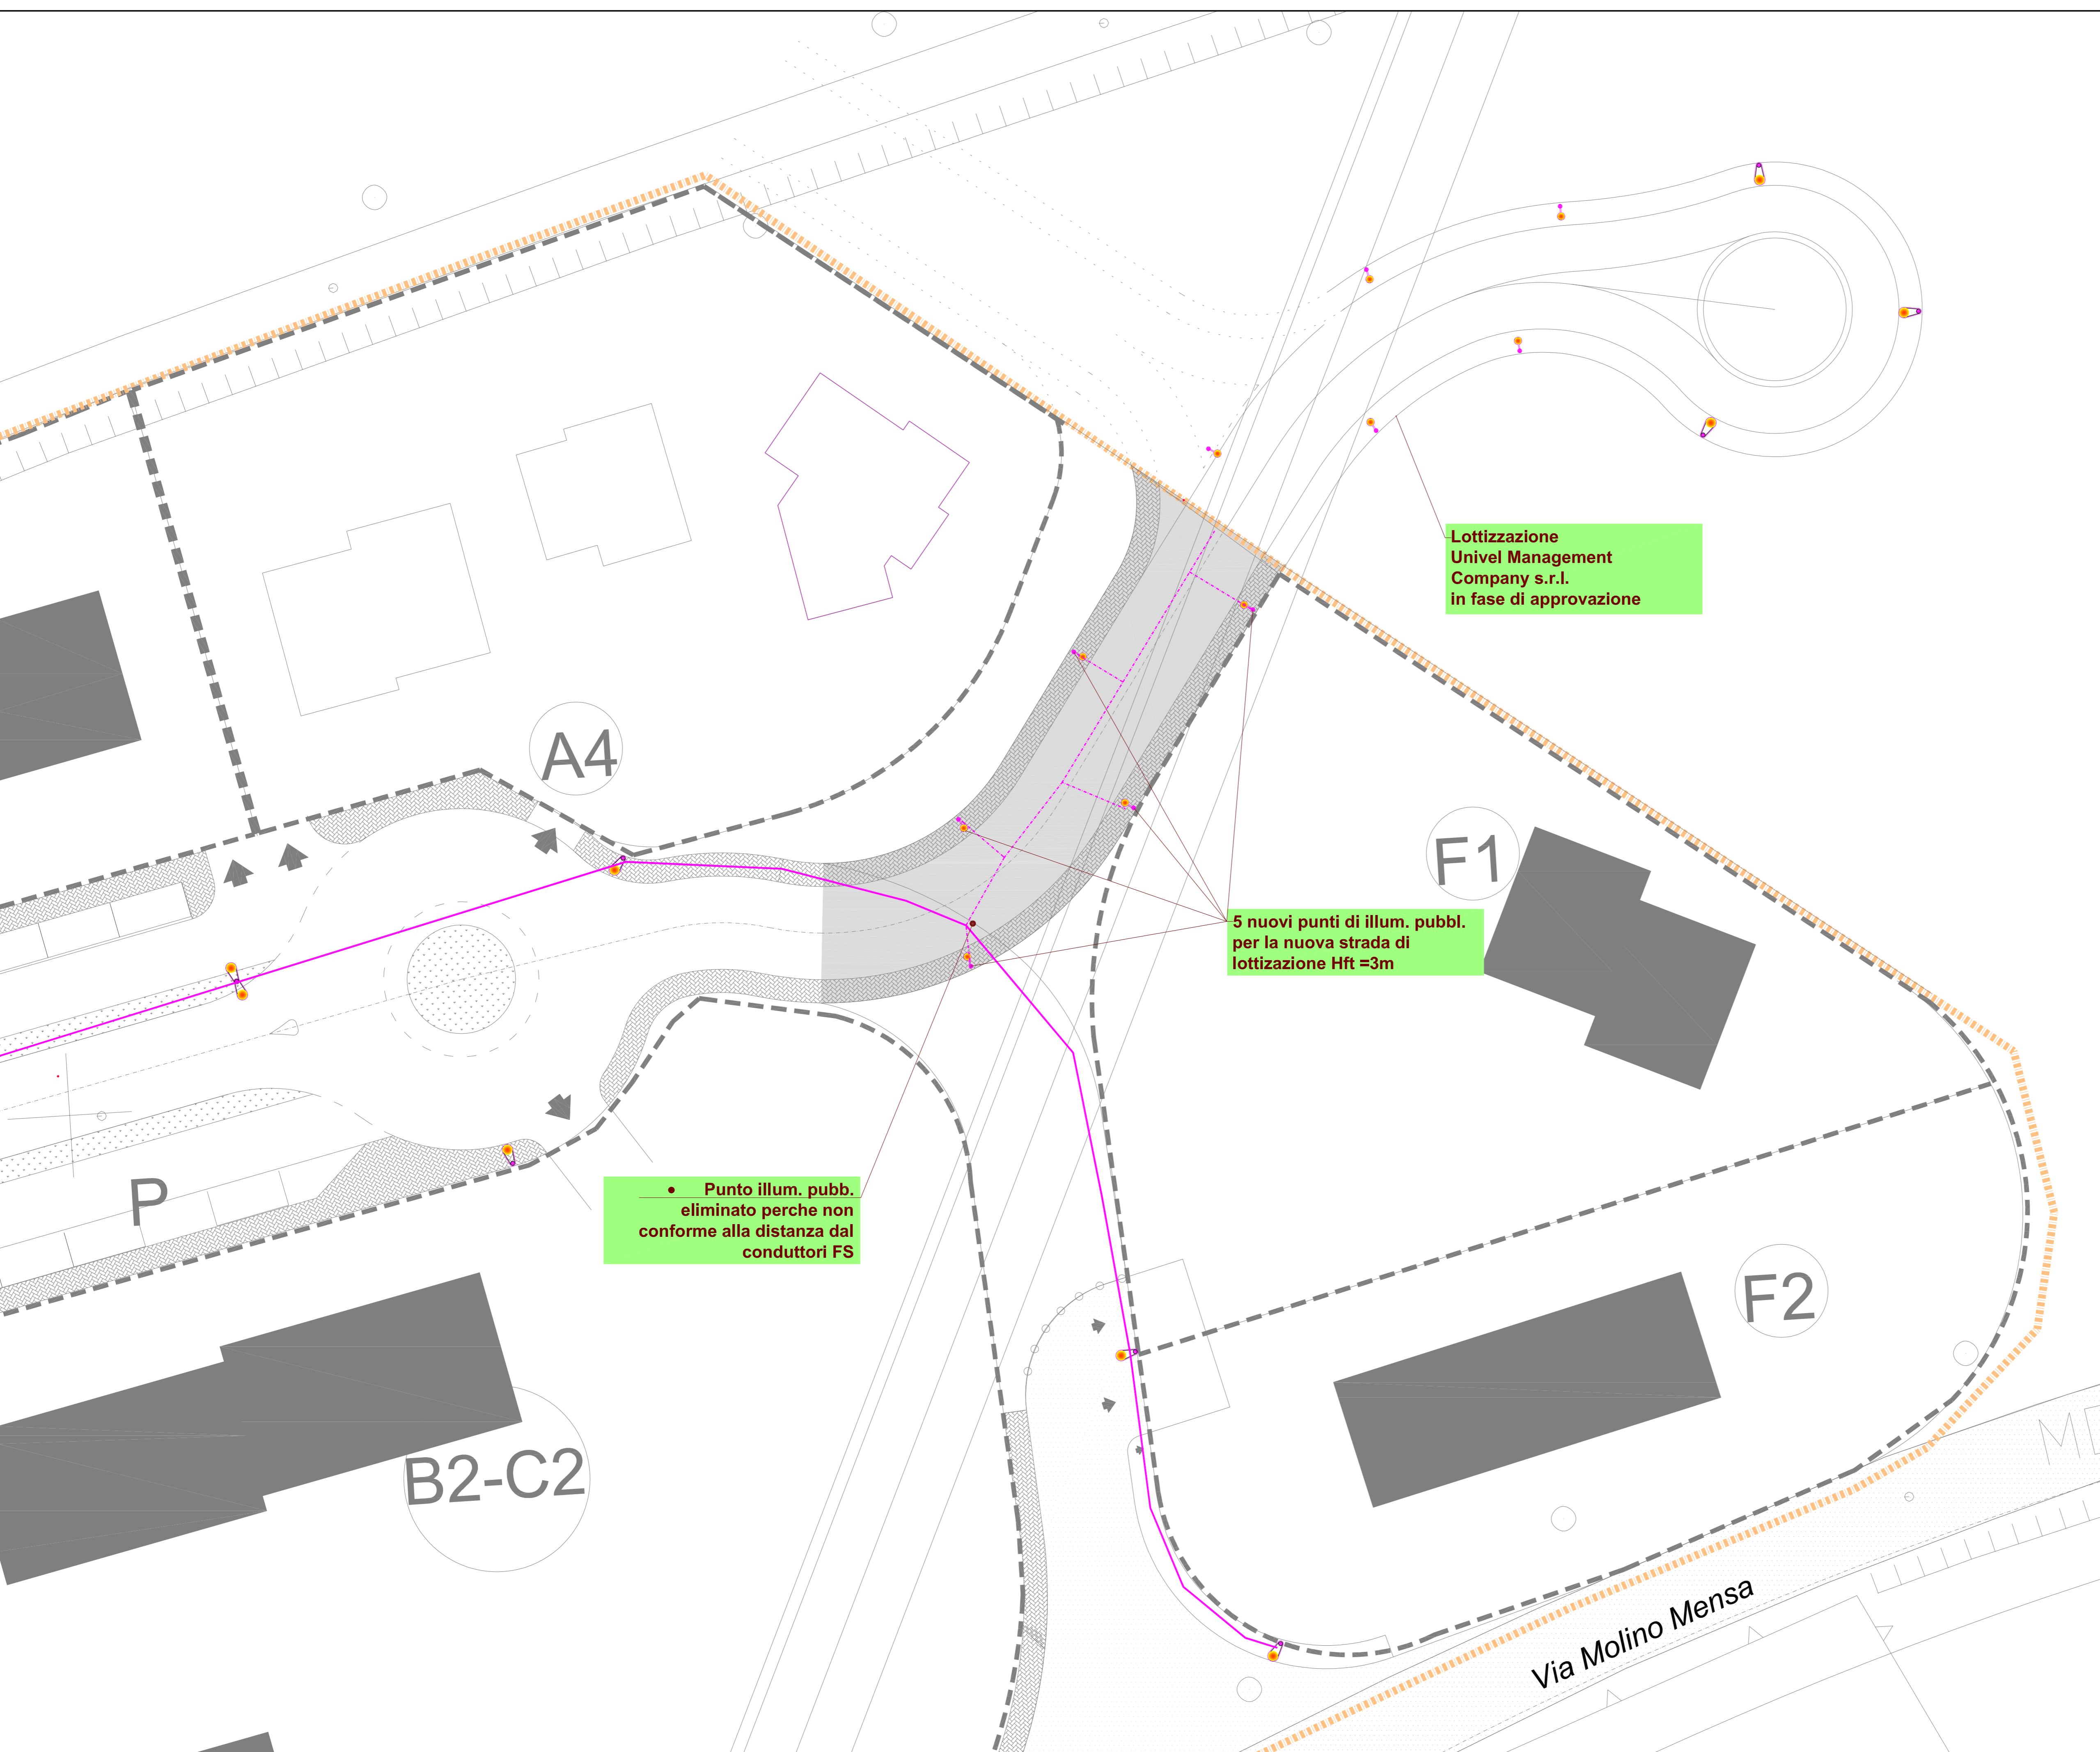 Lottizzazione
Univel Management
Company s.r.l.
in fase di approvazione
A4
F1
5 nuovi punti di illum. pubbl.
per la nuova strada di
lottizazione Hft =3m
P
• Punto illum. pubb.
eliminato perche non
conforme alla distanza dal
conduttori FS
F2
B2-C2
Via Molino Mensa